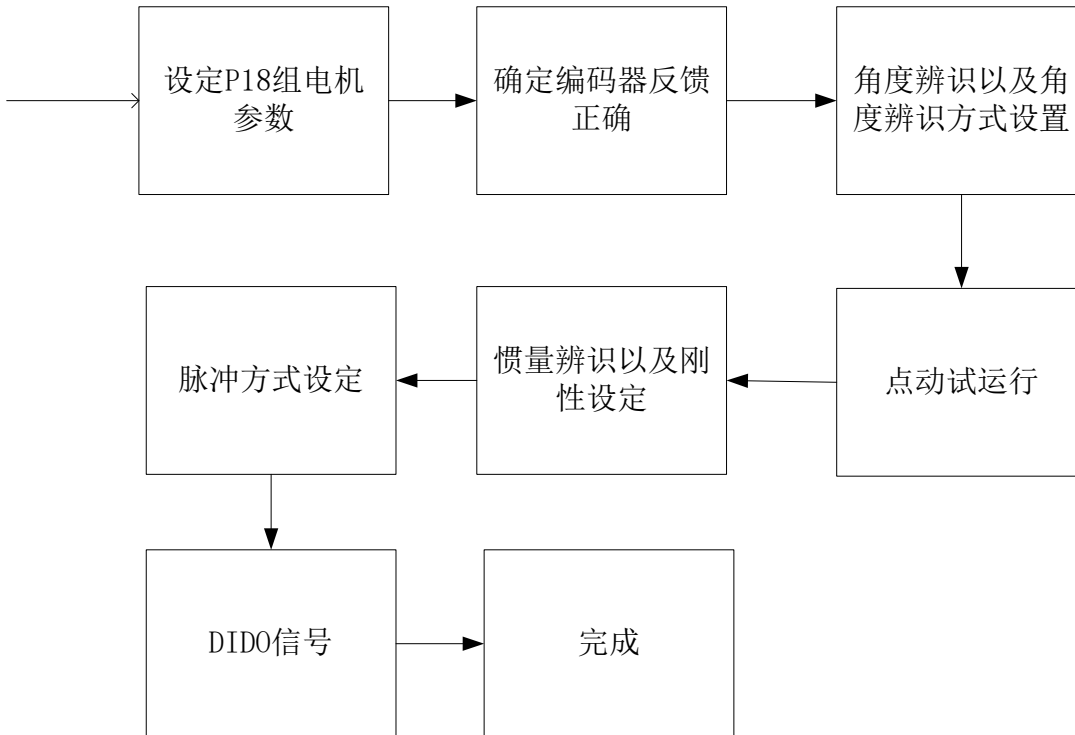 设定P18组电机
参数
确定编码器反馈
正确
角度辨识以及角
度辨识方式设置
点动试运行
惯量辨识以及刚
性设定
脉冲方式设定
DIDO信号
完成